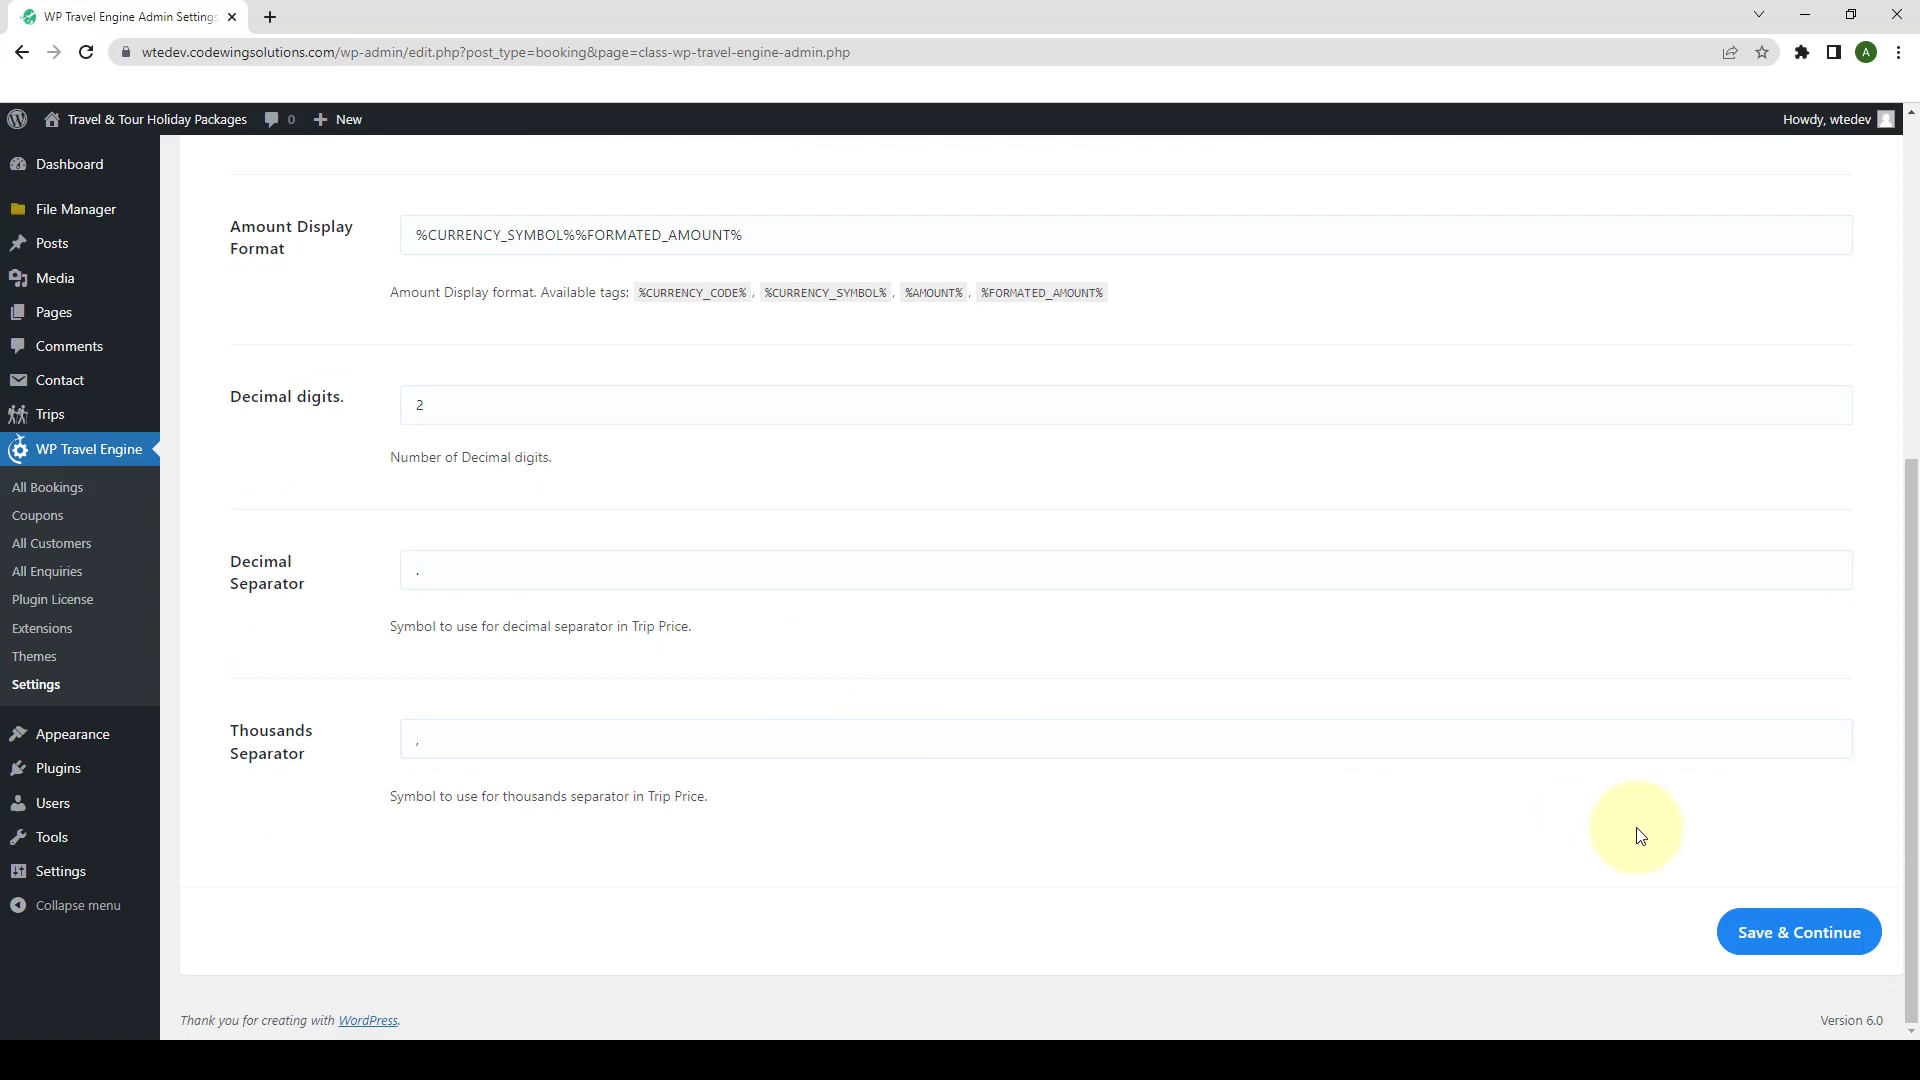 WP Travel Engine Admin Settings
wtedev.codewingsolutions.com/wp-admin/edit.php?post_type=booking&page=class-wp-travel-engine-admin.php
A
Travel & Tour Holiday Packages
0
New
Howdy, wtedev
Dashboard
File Manager
Posts
Media
Pages
Comments
Contact
Trips
WP Travel Engine
All Bookings
Coupons
All Customers
All Enquiries
Plugin License
Extensions
Themes
Settings
Appearance
Plugins
Users
Tools
Settings
Collapse menu
Amount Display
Format
%CURRENCY_SYMBOL%%FORMATED_AMOUNT%
Amount Display format. Available tags: %CURRENCY_CODE% , %CURRENCY_SYMBOL% , %AMOUNT% , %FORMATED_AMOUNT%
Decimal digits.
2
Number of Decimal digits.
Decimal
Separator
.
Symbol to use for decimal separator in Trip Price.
Thousands
Separator
,
Symbol to use for thousands separator in Trip Price.
Save & Continue
Thank you for creating with WordPress.
Version 6.0